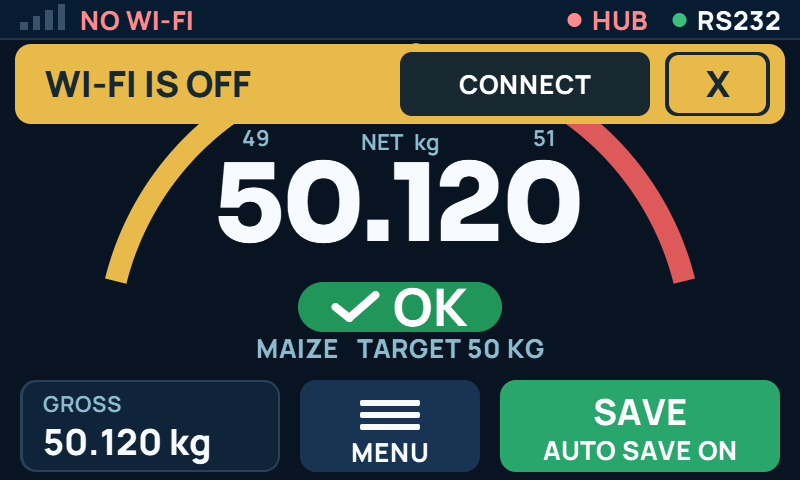 NO WI-FI
HUB
RS232
WI-FI IS OFF
CONNECT
X
49
NET kg
51
50.120
OK
MAIZE TARGET 50 KG
GROSS
50.120 kg
MENU
SAVE
AUTO SAVE ON